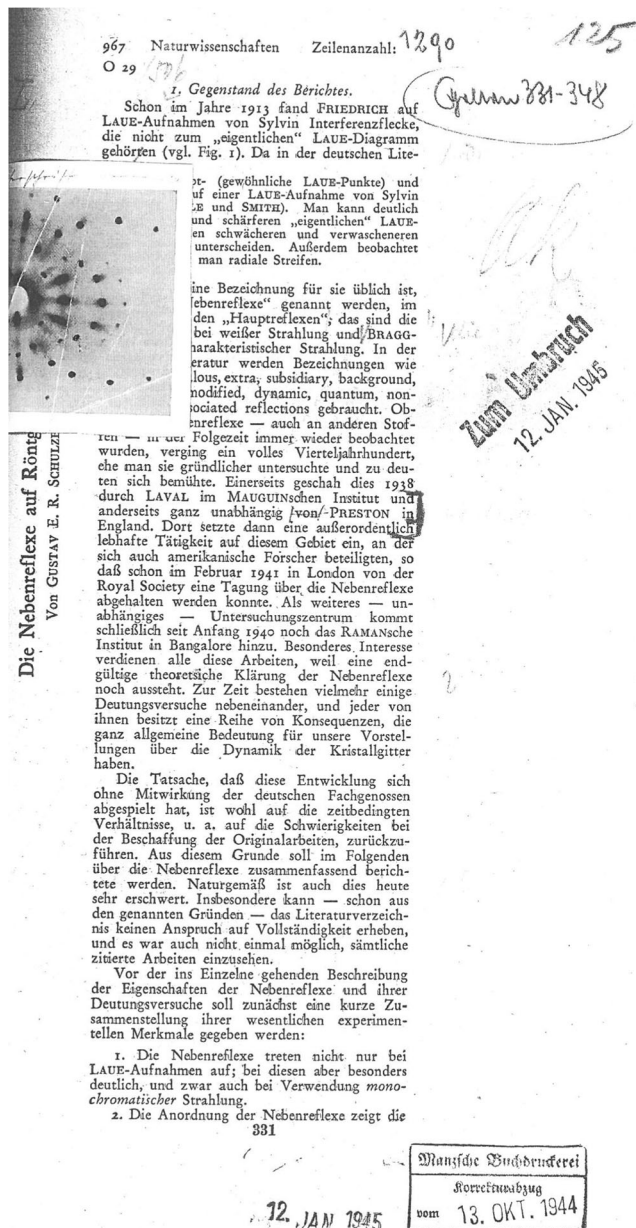 125
967 Naturwissenschaften Zeilenanzahl: 1290
O 29
331-348
1. Gegenstand des Berichtes.
Schon im Jahre 1913 fand FRIEDRICH auf
LAUE-Aufnahmen von Sylvin Interferenzflecke,
die nicht zum „eigentlichen“ LAUE-Diagramm
gehörten (vgl. Fig. 1). Da in der deutschen Lite-
pt- (gewöhnliche LAUE-Punkte) und
uf einer LAUE-Aufnahme von Sylvin
LE und SMITH). Man kann deutlich
und schärferen „eigentlichen“ LAUE-
en schwächeren und verwascheneren
unterscheiden. Außerdem beobachtet
man radiale Streifen.
ine Bezeichnung für sie üblich ist,
ebenreflexe“ genannt werden, im
den „Hauptreflexen“, das sind die
bei weißer Strahlung und BRAGG-
harakteristischer Strahlung. In der
eratur werden Bezeichnungen wie
lous, extra, subsidiary, background,
modified, dynamic, quantum, non-
sociated reflections gebraucht. Ob-
enreflexe — auch an anderen Stof-
fen — in der Folgezeit immer wieder beobachtet
wurden, verging ein volles Vierteljahrhundert,
ehe man sie gründlicher untersuchte und zu deu-
ten sich bemühte. Einerseits geschah dies 1938
durch LAVAL im MAUGUINschen Institut und
anderseits ganz unabhängig von PRESTON in
England. Dort setzte dann eine außerordentlich
lebhafte Tätigkeit auf diesem Gebiet ein, an der
sich auch amerikanische Forscher beteiligten, so
daß schon im Februar 1941 in London von der
Royal Society eine Tagung über die Nebenreflexe
abgehalten werden konnte. Als weiteres — un-
abhängiges — Untersuchungszentrum kommt
schließlich seit Anfang 1940 noch das RAMANsche
Institut in Bangalore hinzu. Besonderes Interesse
verdienen alle diese Arbeiten, weil eine end-
gültige theoretsiche Klärung der Nebenreflexe
noch aussteht. Zur Zeit bestehen vielmehr einige
Deutungsversuche nebeneinander, und jeder von
ihnen besitzt eine Reihe von Konsequenzen, die
ganz allgemeine Bedeutung für unsere Vorstel-
lungen über die Dynamik der Kristallgitter
haben.
Die Tatsache, daß diese Entwicklung sich
ohne Mitwirkung der deutschen Fachgenossen
abgespielt hat, ist wohl auf die zeitbedingten
Verhältnisse, u. a. auf die Schwierigkeiten bei
der Beschaffung der Originalarbeiten, zurückzu-
führen. Aus diesem Grunde soll im Folgenden
über die Nebenreflexe zusammenfassend berich-
tete werden. Naturgemäß ist auch dies heute
sehr erschwert. Insbesondere kann — schon aus
den genannten Gründen — das Literaturverzeich-
nis keinen Anspruch auf Vollständigkeit erheben,
und es war auch nicht einmal möglich, sämtliche
zitierte Arbeiten einzusehen.
Vor der ins Einzelne gehenden Beschreibung
der Eigenschaften der Nebenreflexe und ihrer
Deutungsversuche soll zunächst eine kurze Zu-
sammenstellung ihrer wesentlichen experimen-
tellen Merkmale gegeben werden:
1. Die Nebenreflexe treten nicht nur bei
LAUE-Aufnahmen auf; bei diesen aber besonders
deutlich, und zwar auch bei Verwendung mono-
chromatischer Strahlung.
2. Die Anordnung der Nebenreflexe zeigt die
331
Die Nebenreflexe auf Röntg
Von GUSTAV E. R. SCHULZE
Zum Umbruch
12. JAN. 1945
Manzsche Buchdruckerei
Korrekturabzug
vom 13. OKT. 1944
12. JAN 1945